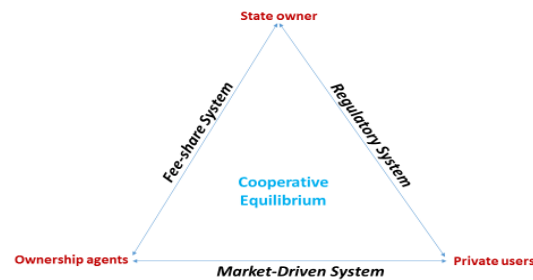 State owner
Fee-share System
Regulatory System
Cooperative
Equilibrium
Ownership agents
Private users
Market-Driven System